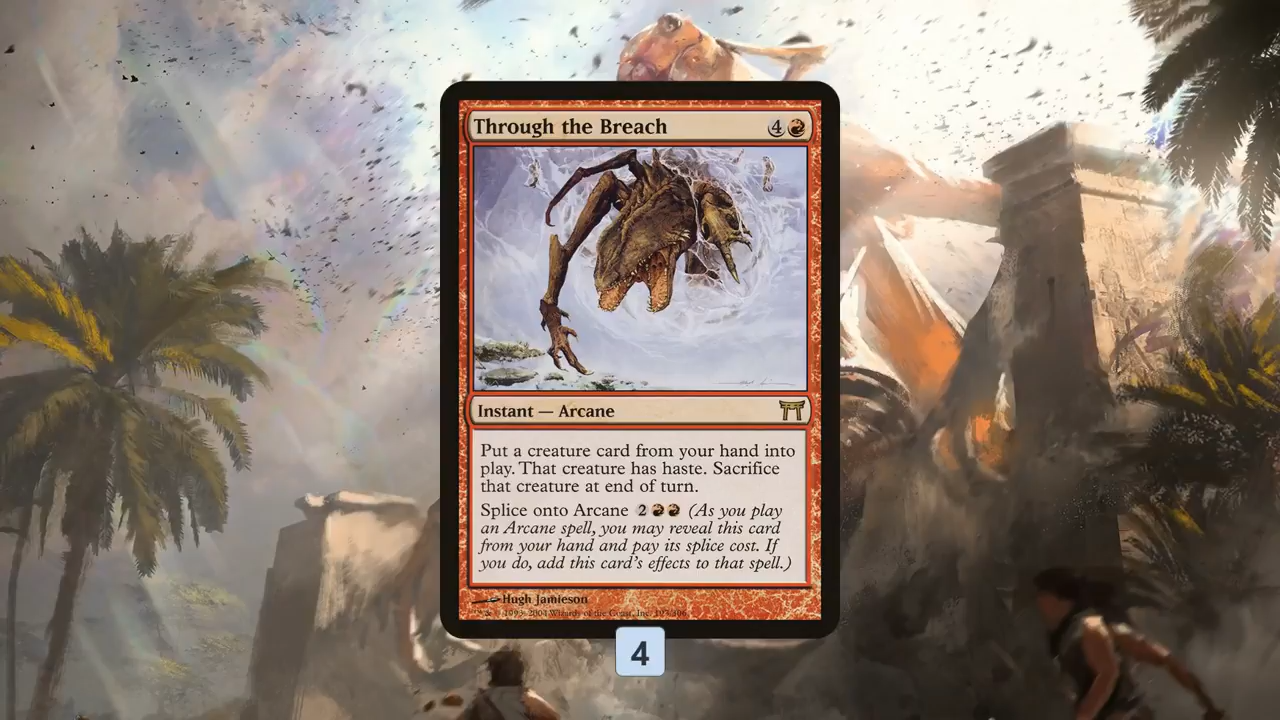 Through the Breach 4
Instant — Arcane
Put a creature card from your hand into
play. That creature has haste. Sacrifice
that creature at end of turn.
Splice onto Arcane 2 (As you play
an Arcane spell, you may reveal this card
from your hand and pay its splice cost. If
you do, add this card's effects to that spell.)
Hugh Jamieson
4